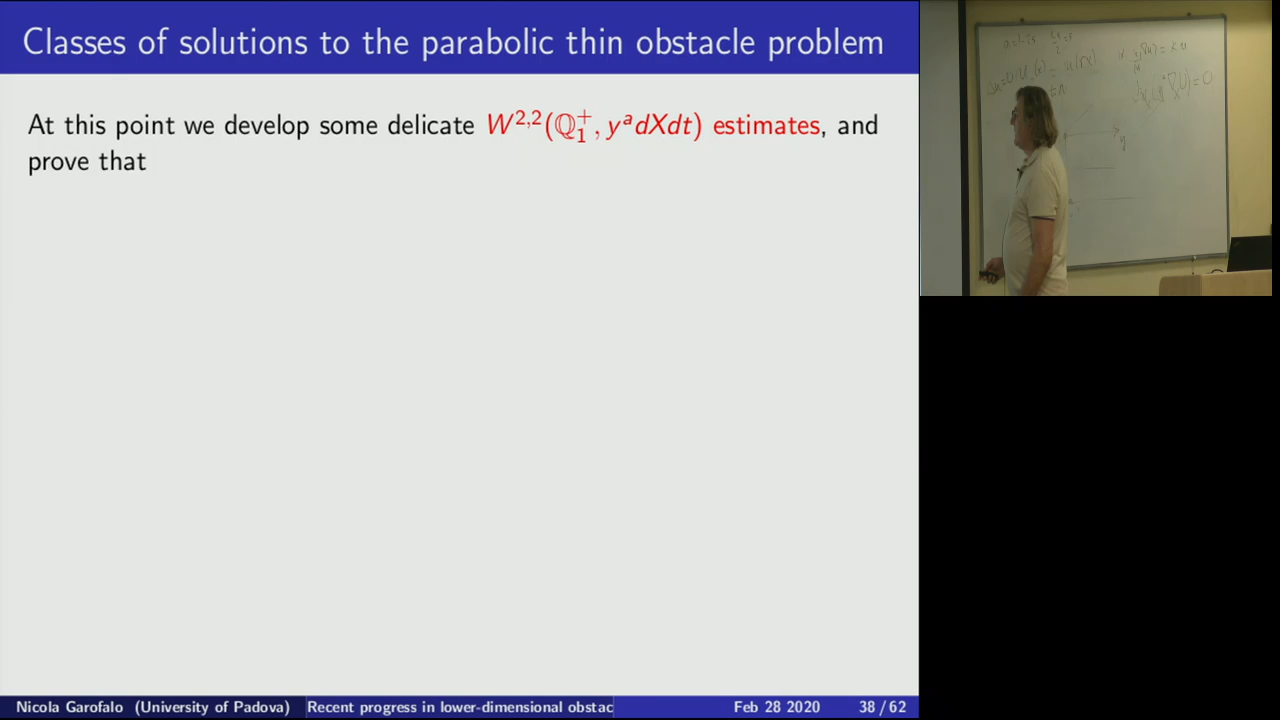 Classes of solutions to the parabolic thin obstacle problem
At this point we develop some delicate W^{2,2}(ℚ_1^+, y^a dXdt) estimates, and
prove that
Nicola Garofalo (University of Padova) Recent progress in lower-dimensional obstac Feb 28 2020 38 / 62